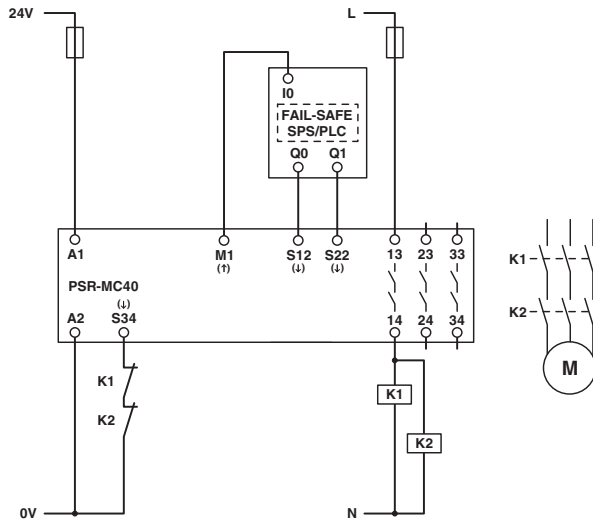 24V
L
I0
FAIL-SAFE
SPS/PLC
Q0 Q1
A1 M1 S12 S22 13 23 33
(↑) (↓) (↓)
PSR-MC40
(↓)
A2 S34 14 24 34
K1
K2
K1
K2
0V
N
K1
K2
M